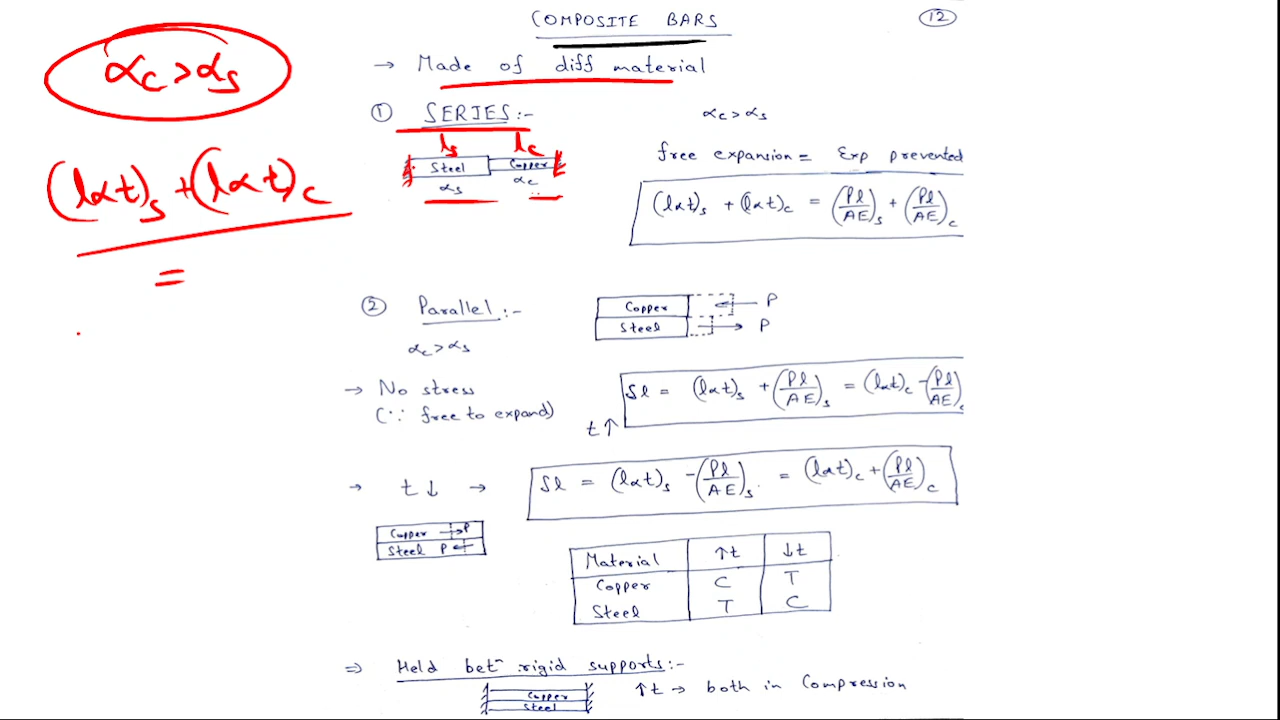 COMPOSITE BARS
12
αc > αs
→ Made of diff material
① SERIES :-
αc > αs
ls lc
Steel Copper
αs αc
free expansion = Exp prevented
(lαt)s + (lαt)c = (Pl/AE)s + (Pl/AE)c
(lαt)s + (lαt)c
=
② Parallel :-
αc > αs
Copper ← P
Steel → P
→ No stress
(∵ free to expand)
t↑
Sl = (lαt)s + (Pl/AE)s = (lαt)c - (Pl/AE)c
→ t↓ → Sl = (lαt)s - (Pl/AE)s = (lαt)c + (Pl/AE)c
Copper → P
Steel P ←
Material ↑t ↓t
Copper C T
Steel T C
⇒ Held betⁿ rigid supports :-
Copper
Steel
↑t → both in Compression